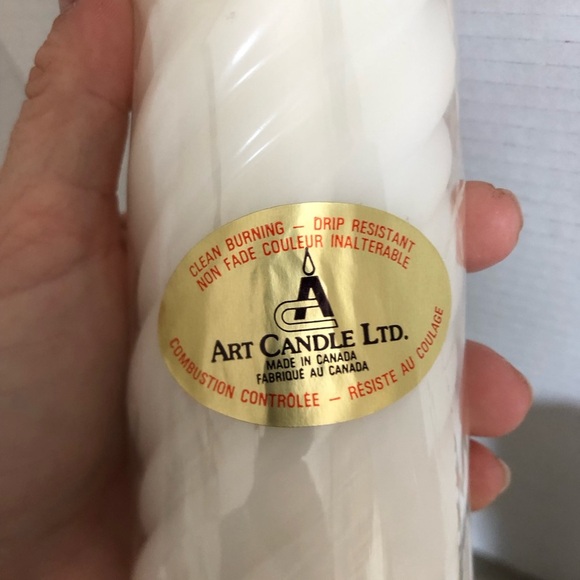 CLEAN BURNING — DRIP RESISTANT
NON FADE COULEUR INALTERABLE
A
ART CANDLE LTD.
MADE IN CANADA
FABRIQUÉ AU CANADA
COMBUSTION CONTRÔLÉE — RÉSISTE AU COULAGE